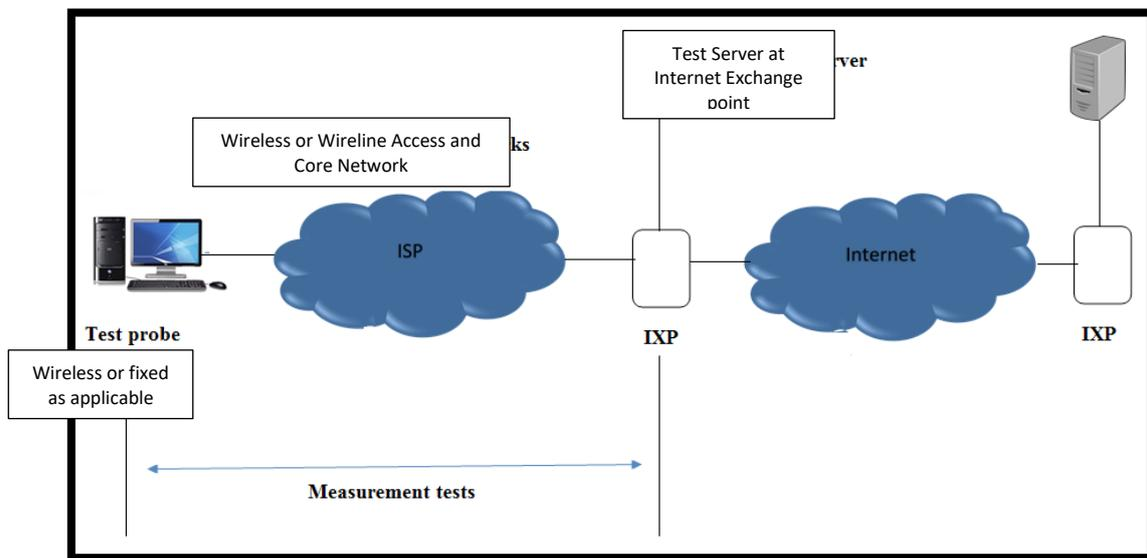 Test Server at
Internet Exchange
point
rver
Wireless or Wireline Access and
Core Network
ks
ISP
Internet
Test probe
IXP
IXP
Wireless or fixed
as applicable
Measurement tests